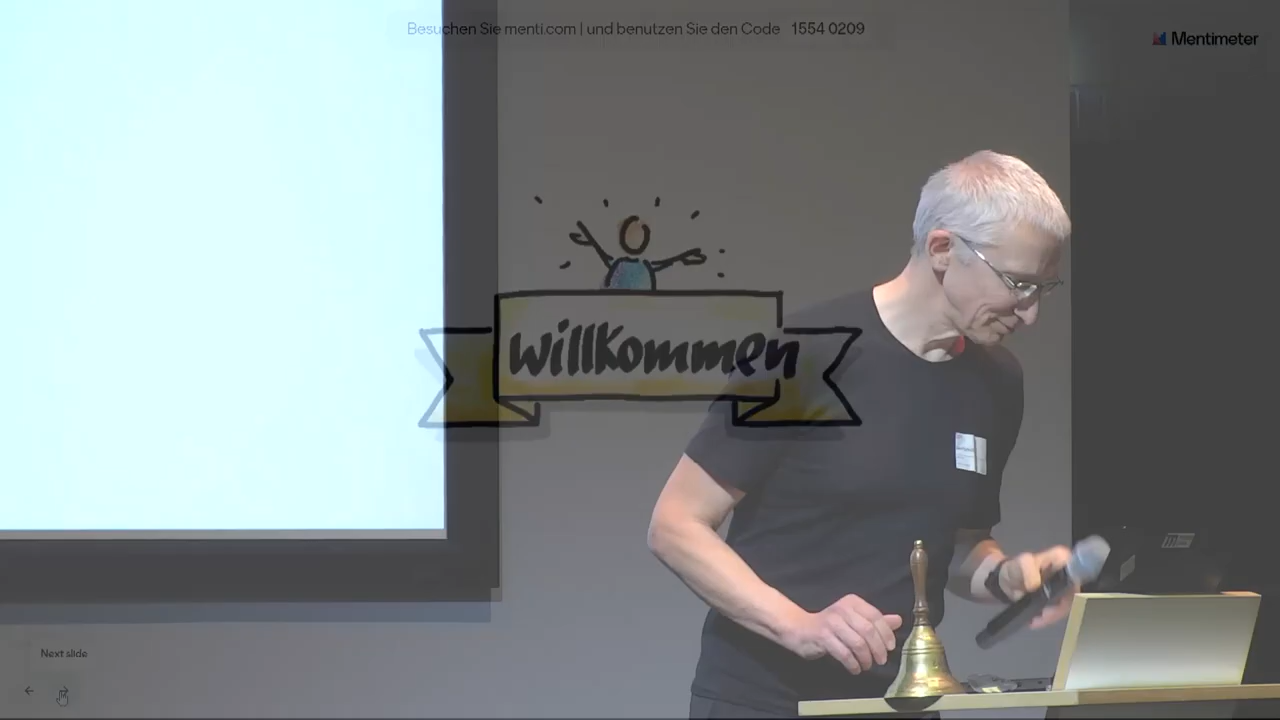 Besuchen Sie menti.com | und benutzen Sie den Code 1554 0209
Mentimeter
willkommen
Next slide